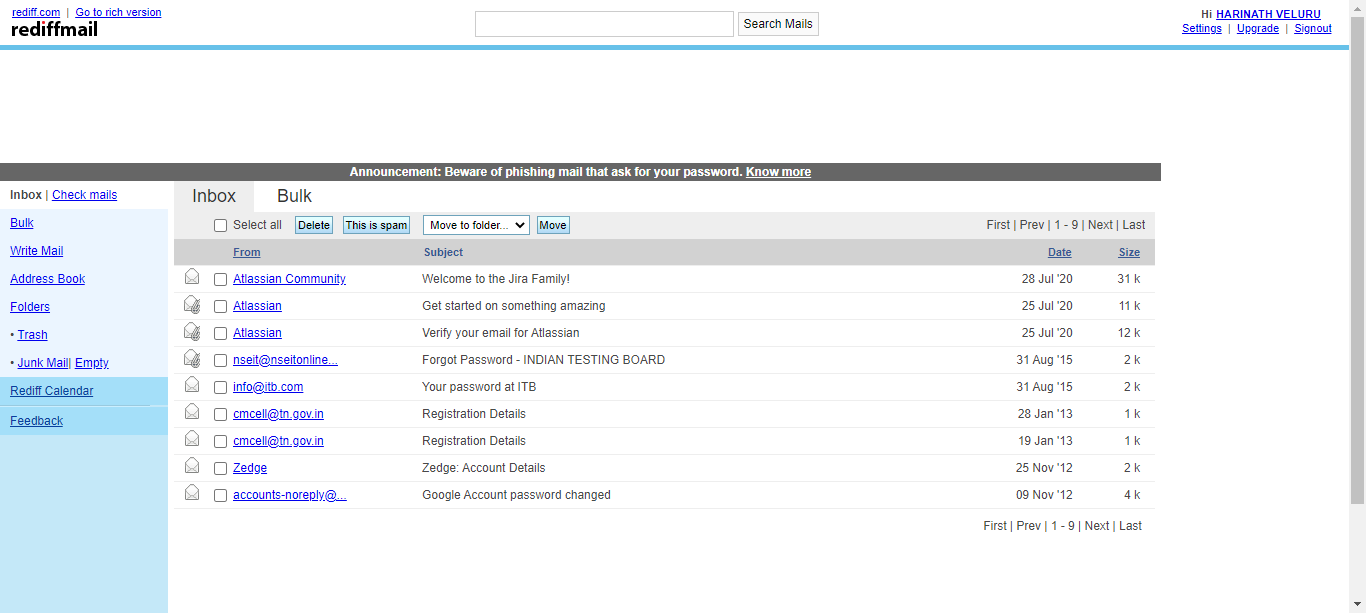 rediff.com | Go to rich version
rediffmail
Search Mails
Hi HARINATH VELURU
Settings | Upgrade | Signout
Announcement: Beware of phishing mail that ask for your password. Know more
Inbox | Check mails
Bulk
Write Mail
Address Book
Folders
• Trash
• Junk Mail| Empty
Rediff Calendar
Feedback
Inbox Bulk
Select all Delete This is spam Move to folder... Move First | Prev | 1 - 9 | Next | Last
From Subject Date Size
Atlassian Community Welcome to the Jira Family! 28 Jul '20 31 k
Atlassian Get started on something amazing 25 Jul '20 11 k
Atlassian Verify your email for Atlassian 25 Jul '20 12 k
nseit@nseitonline... Forgot Password - INDIAN TESTING BOARD 31 Aug '15 2 k
info@itb.com Your password at ITB 31 Aug '15 2 k
cmcell@tn.gov.in Registration Details 28 Jan '13 1 k
cmcell@tn.gov.in Registration Details 19 Jan '13 1 k
Zedge Zedge: Account Details 25 Nov '12 2 k
accounts-noreply@... Google Account password changed 09 Nov '12 4 k
First | Prev | 1 - 9 | Next | Last